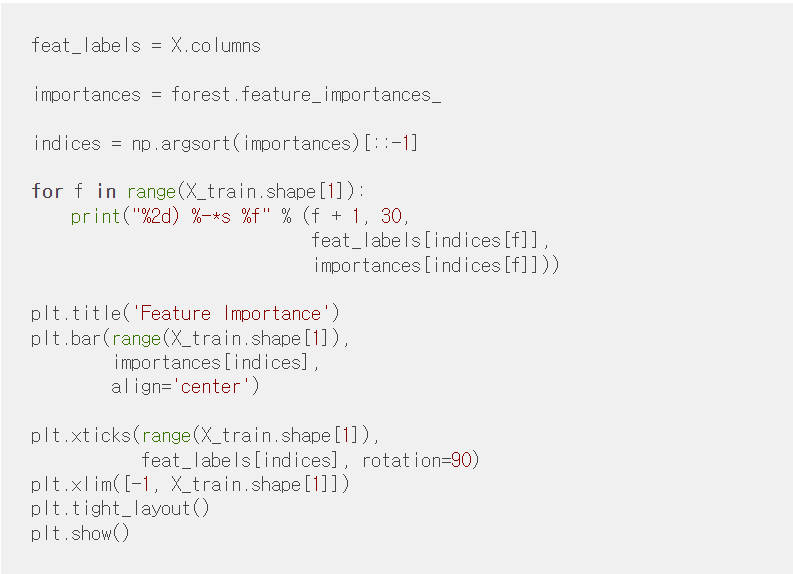 feat_labels = X.columns
importances = forest.feature_importances_
indices = np.argsort(importances)[::-1]
for f in range(X_train.shape[1]):
    print("%2d) %-*s %f" % (f + 1, 30,
                            feat_labels[indices[f]],
                            importances[indices[f]]))
plt.title('Feature Importance')
plt.bar(range(X_train.shape[1]),
        importances[indices],
        align='center')
plt.xticks(range(X_train.shape[1]),
           feat_labels[indices], rotation=90)
plt.xlim([-1, X_train.shape[1]])
plt.tight_layout()
plt.show()